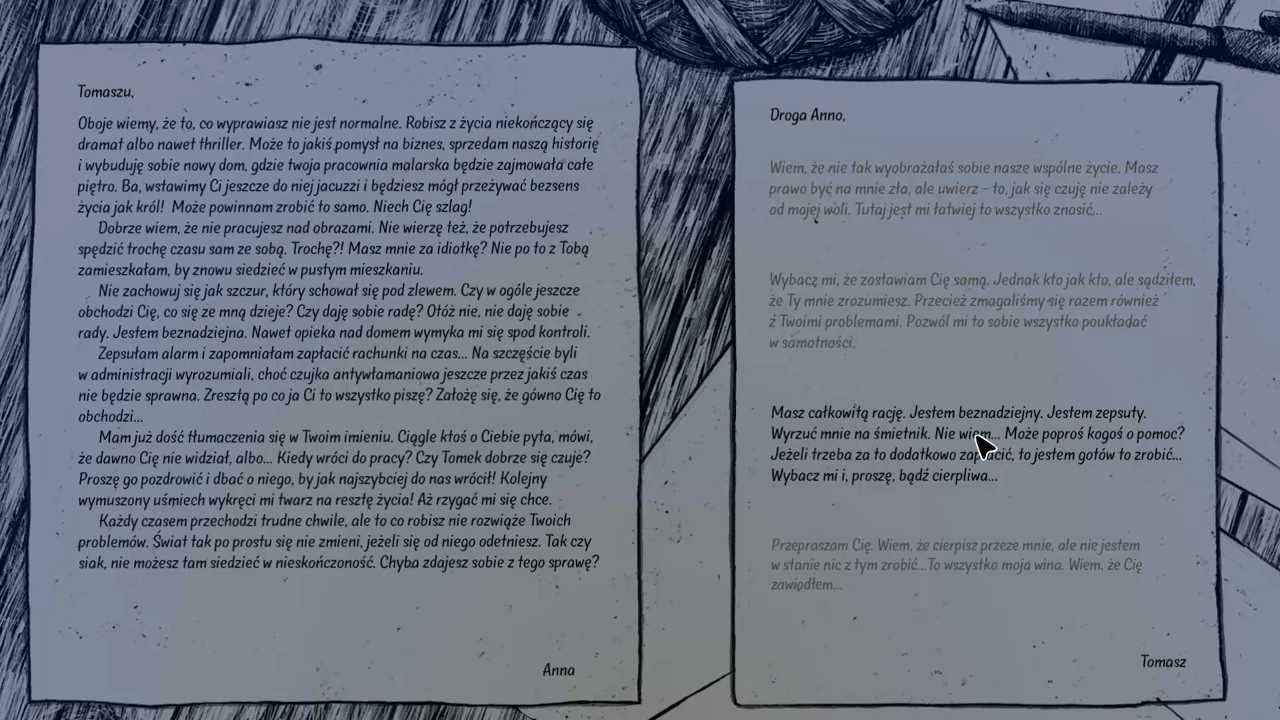 Tomaszu,
Oboje wiemy, że to, co wyprawiasz nie jest normalne. Robisz z życia niekończący się
dramat albo nawet thriller. Może to jakiś pomysł na biznes, sprzedam naszą historię
i wybuduję sobie nowy dom, gdzie twoja pracownia malarska będzie zajmowała całe
piętro. Ba, wstawimy Ci jeszcze do niej jacuzzi i będziesz mógł przeżywać bezsens
życia jak król! Może powinnam zrobić to samo. Niech Cię szlag!
Dobrze wiem, że nie pracujesz nad obrazami. Nie wierzę też, że potrzebujesz
spędzić trochę czasu sam ze sobą. Trochę?! Masz mnie za idiotkę? Nie po to z Tobą
zamieszkałam, by znowu siedzieć w pustym mieszkaniu.
Nie zachowuj się jak szczur, który schował się pod zlewem. Czy w ogóle jeszcze
obchodzi Cię, co się ze mną dzieje? Czy daję sobie radę? Otóż nie, nie daję sobie
rady. Jestem beznadziejna. Nawet opieka nad domem wymyka mi się spod kontroli.
Zepsułam alarm i zapomniałam zapłacić rachunki na czas... Na szczęście byli
w administracji wyrozumiali, choć czujka antywłamaniowa jeszcze przez jakiś czas
nie będzie sprawna. Zresztą po co ja Ci to wszystko piszę? Założę się, że gówno Cię to
obchodzi...
Mam już dość tłumaczenia się w Twoim imieniu. Ciągle ktoś o Ciebie pyta, mówi,
że dawno Cię nie widział, albo... Kiedy wróci do pracy? Czy Tomek dobrze się czuje?
Proszę go pozdrowić i dbać o niego, by jak najszybciej do nas wrócił! Kolejny
wymuszony uśmiech wykręci mi twarz na resztę życia! Aż rzygać mi się chce.
Każdy czasem przechodzi trudne chwile, ale to co robisz nie rozwiąże Twoich
problemów. Świat tak po prostu się nie zmieni, jeżeli się od niego odetniesz. Tak czy
siak, nie możesz tam siedzieć w nieskończoność. Chyba zdajesz sobie z tego sprawę?
Anna
Droga Anno,
Wiem, że nie tak wyobrażałaś sobie nasze wspólne życie. Masz
prawo być na mnie zła, ale uwierz – to, jak się czuję nie zależy
od mojej woli. Tutaj jest mi łatwiej to wszystko znosić...
Wybacz mi, że zostawiam Cię samą. Jednak kto jak kto, ale sądziłem,
że Ty mnie zrozumiesz. Przecież zmagaliśmy się razem również
z Twoimi problemami. Pozwól mi to sobie wszystko poukładać
w samotności.
Masz całkowitą rację. Jestem beznadziejny. Jestem zepsuty.
Wyrzuć mnie na śmietnik. Nie wiem... Może poproś kogoś o pomoc?
Jeżeli trzeba za to dodatkowo zapłacić, to jestem gotów to zrobić...
Wybacz mi i, proszę, bądź cierpliwa...
Przepraszam Cię. Wiem, że cierpisz przeze mnie, ale nie jestem
w stanie nic z tym zrobić...To wszystko moja wina. Wiem, że Cię
zawiodłem...
Tomasz